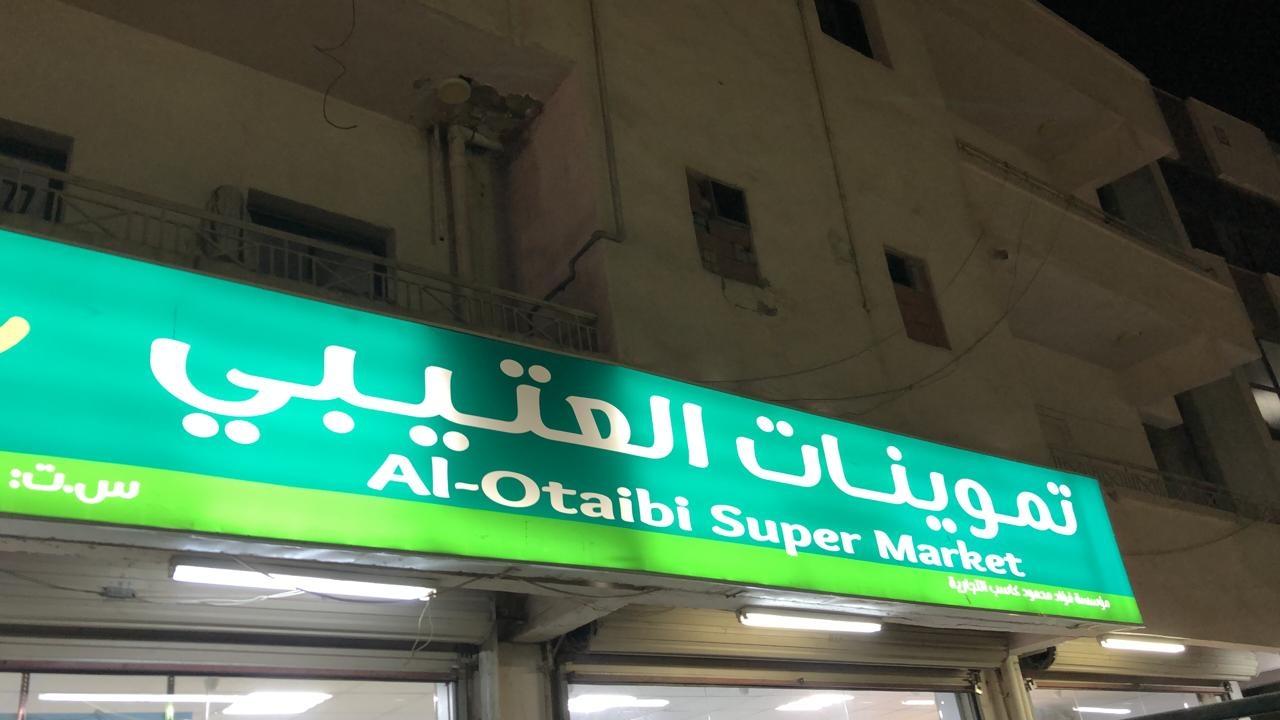 تموينات العتيبي
Al-Otaibi Super Market
مؤسسة فؤاد محمود كاسب التجارية
س.ت: